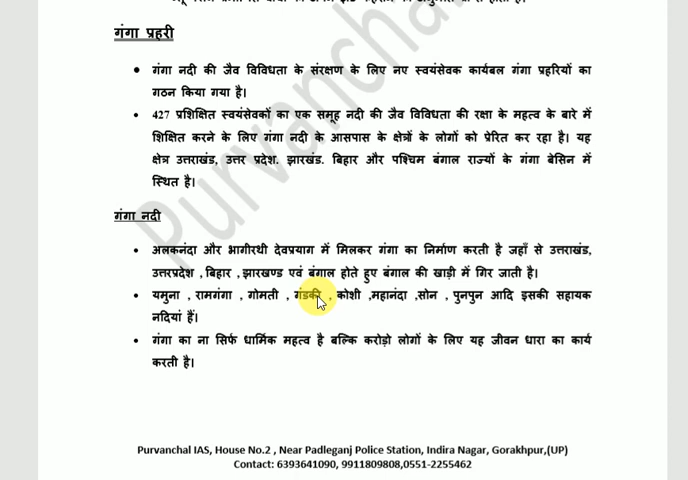 गंगा प्रहरी
• गंगा नदी की जैव विविधता के संरक्षण के लिए नए स्वयंसेवक कार्यबल गंगा प्रहरियों का
गठन किया गया है।
• 427 प्रशिक्षित स्वयंसेवकों का एक समूह नदी की जैव विविधता की रक्षा के महत्व के बारे में
शिक्षित करने के लिए गंगा नदी के आसपास के क्षेत्रों के लोगों को प्रेरित कर रहा है। यह
क्षेत्र उत्तराखंड, उत्तर प्रदेश. झारखंड. बिहार और पश्चिम बंगाल राज्यों के गंगा बेसिन में
स्थित है।
गंगा नदी
• अलकनंदा और भागीरथी देवप्रयाग में मिलकर गंगा का निर्माण करती है जहाँ से उत्तराखंड,
उत्तरप्रदेश , बिहार , झारखण्ड एवं बंगाल होते हुए बंगाल की खाड़ी में गिर जाती है।
• यमुना , रामगंगा , गोमती , गंडकी , कोशी ,महानंदा ,सोन , पुनपुन आदि इसकी सहायक
नदियां हैं।
• गंगा का ना सिर्फ धार्मिक महत्व है बल्कि करोड़ो लोगों के लिए यह जीवन धारा का कार्य
करती है।
Purvanchal IAS, House No.2 , Near Padleganj Police Station, Indira Nagar, Gorakhpur,(UP)
Contact: 6393641090, 9911809808,0551-2255462